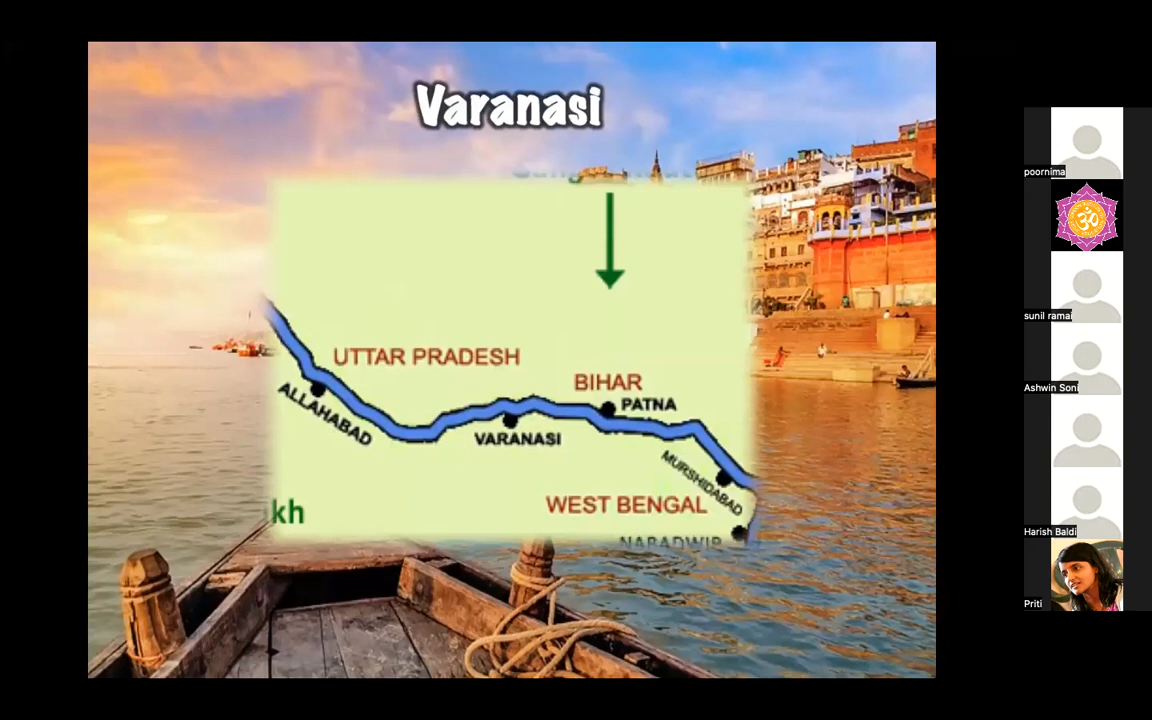 Varanasi
UTTAR PRADESH
BIHAR
PATNA
ALLAHABAD
VARANASI
MURSHIDABAD
WEST BENGAL
kh
NABADWIP
poornima
sunil ramai
Ashwin Soni
Harish Baldi
Priti